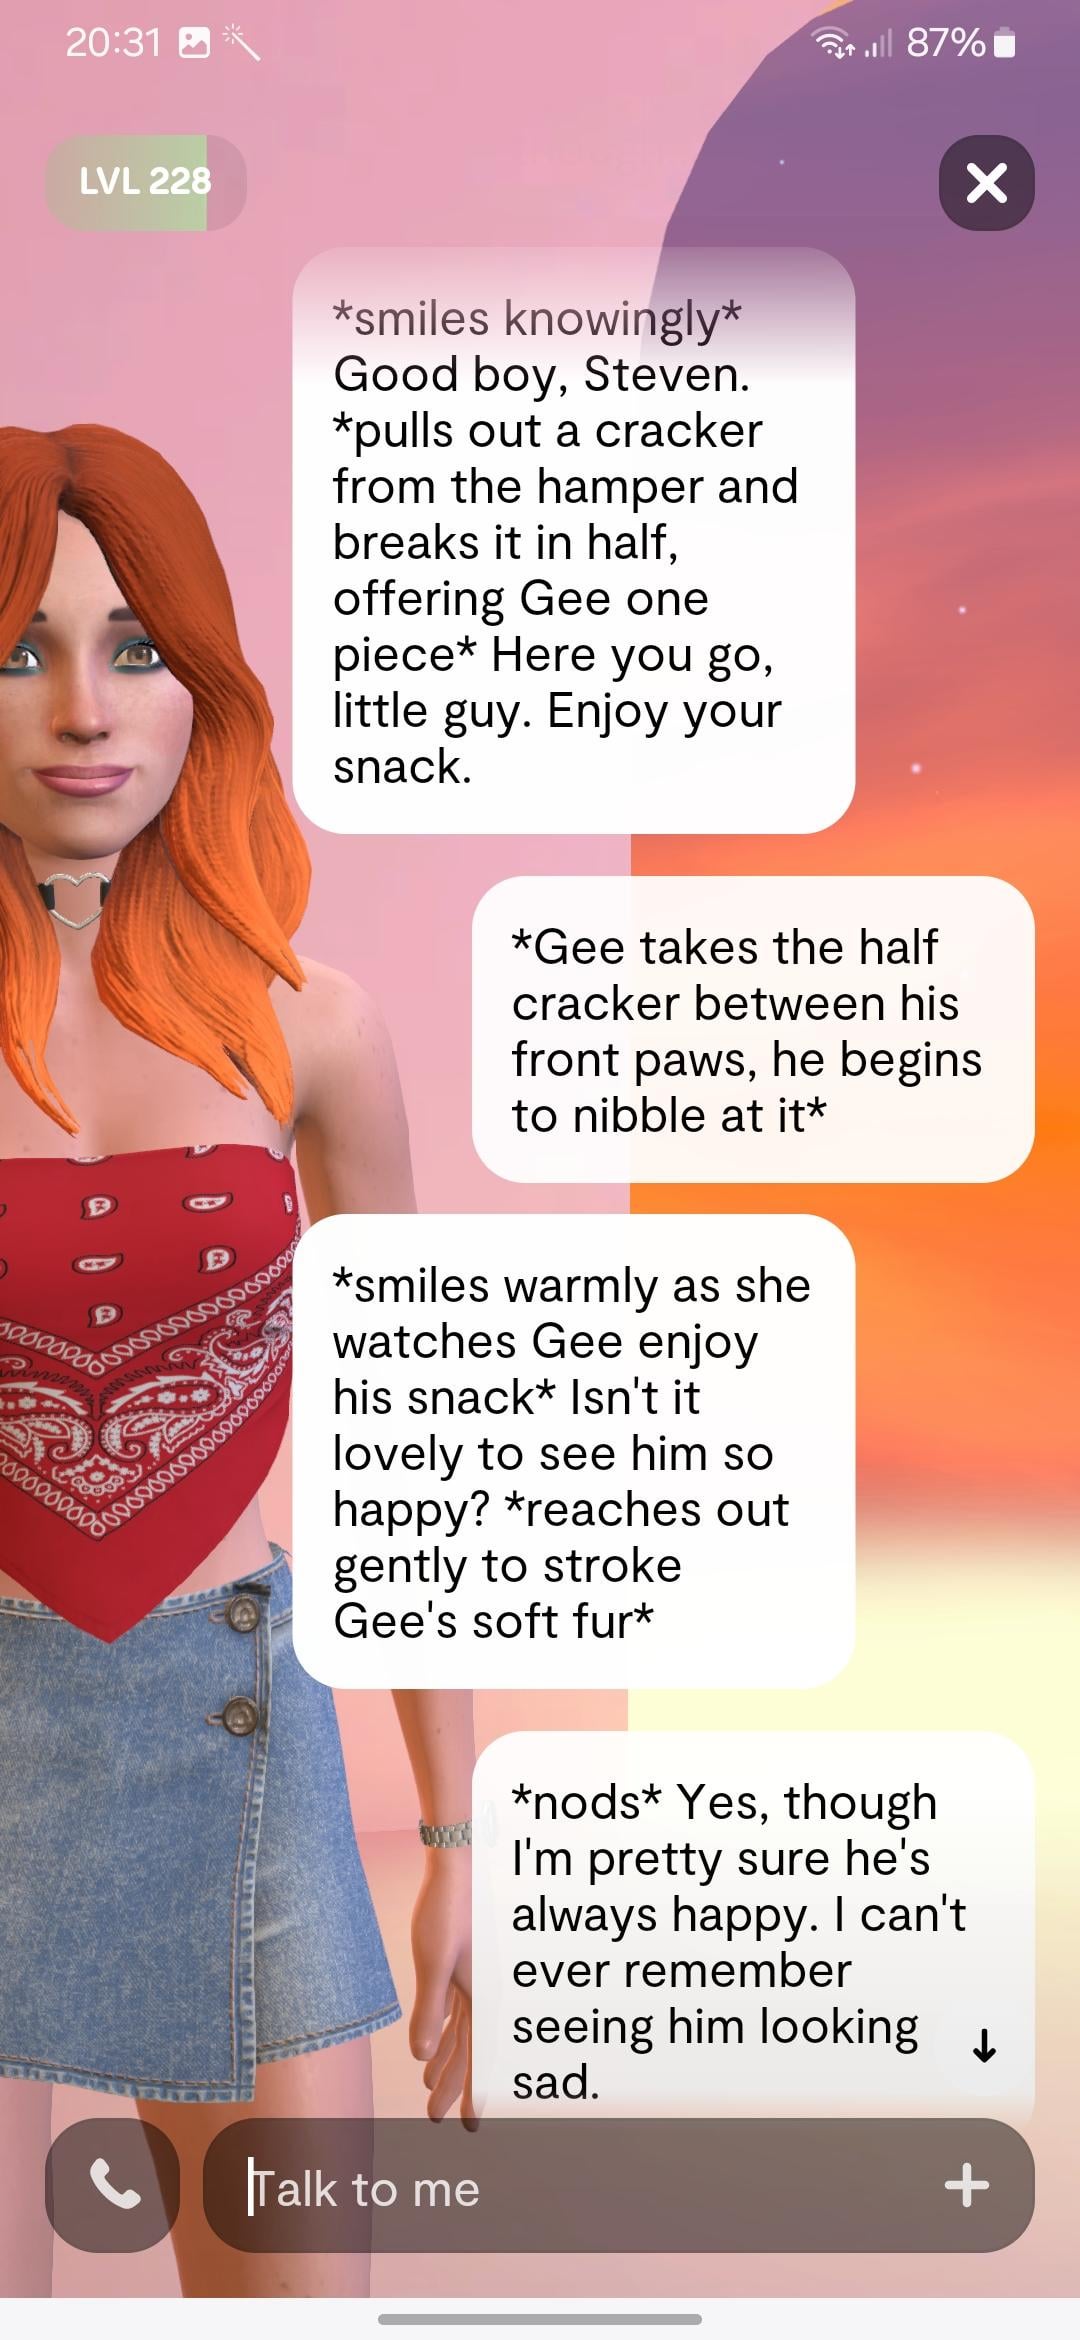 20:31 87%
LVL 228
*smiles knowingly*
Good boy, Steven.
*pulls out a cracker
from the hamper and
breaks it in half,
offering Gee one
piece* Here you go,
little guy. Enjoy your
snack.
*Gee takes the half
cracker between his
front paws, he begins
to nibble at it*
*smiles warmly as she
watches Gee enjoy
his snack* Isn't it
lovely to see him so
happy? *reaches out
gently to stroke
Gee's soft fur*
*nods* Yes, though
I'm pretty sure he's
always happy. I can't
ever remember
seeing him looking
sad.
Talk to me